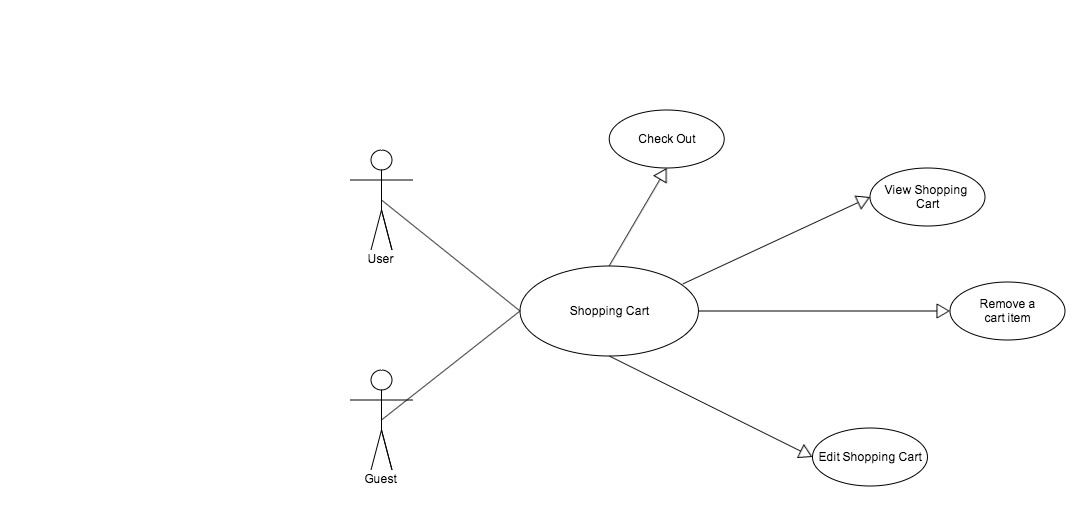 Check Out
View Shopping
Cart
User
Shopping Cart
Remove a
cart item
Edit Shopping Cart
Guest